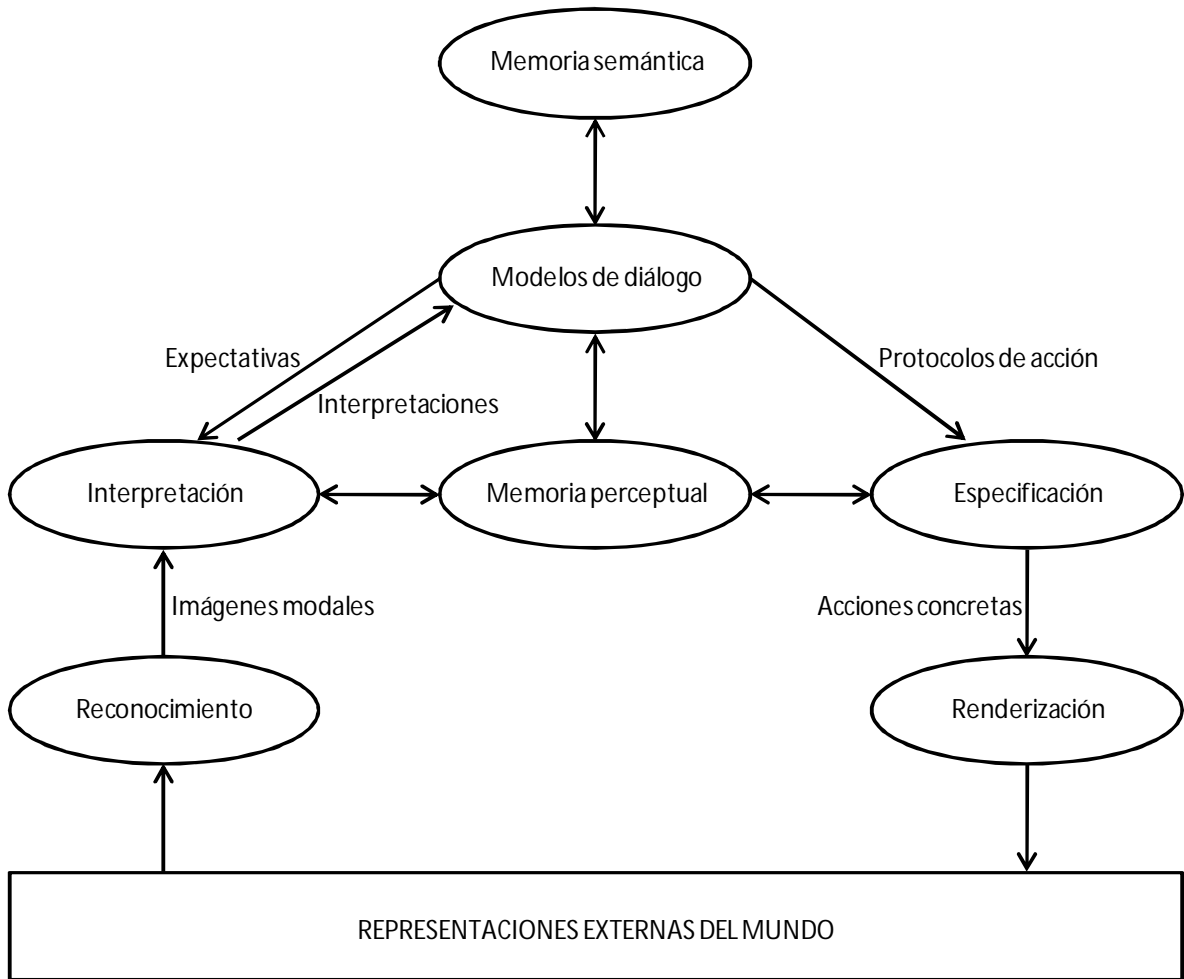 Memoria semántica
Modelos de diálogo
Expectativas
Protocolos de acción
Interpretaciones
Interpretación
Memoria perceptual
Especificación
Imágenes modales
Acciones concretas
Reconocimiento
Renderización
REPRESENTACIONES EXTERNAS DEL MUNDO